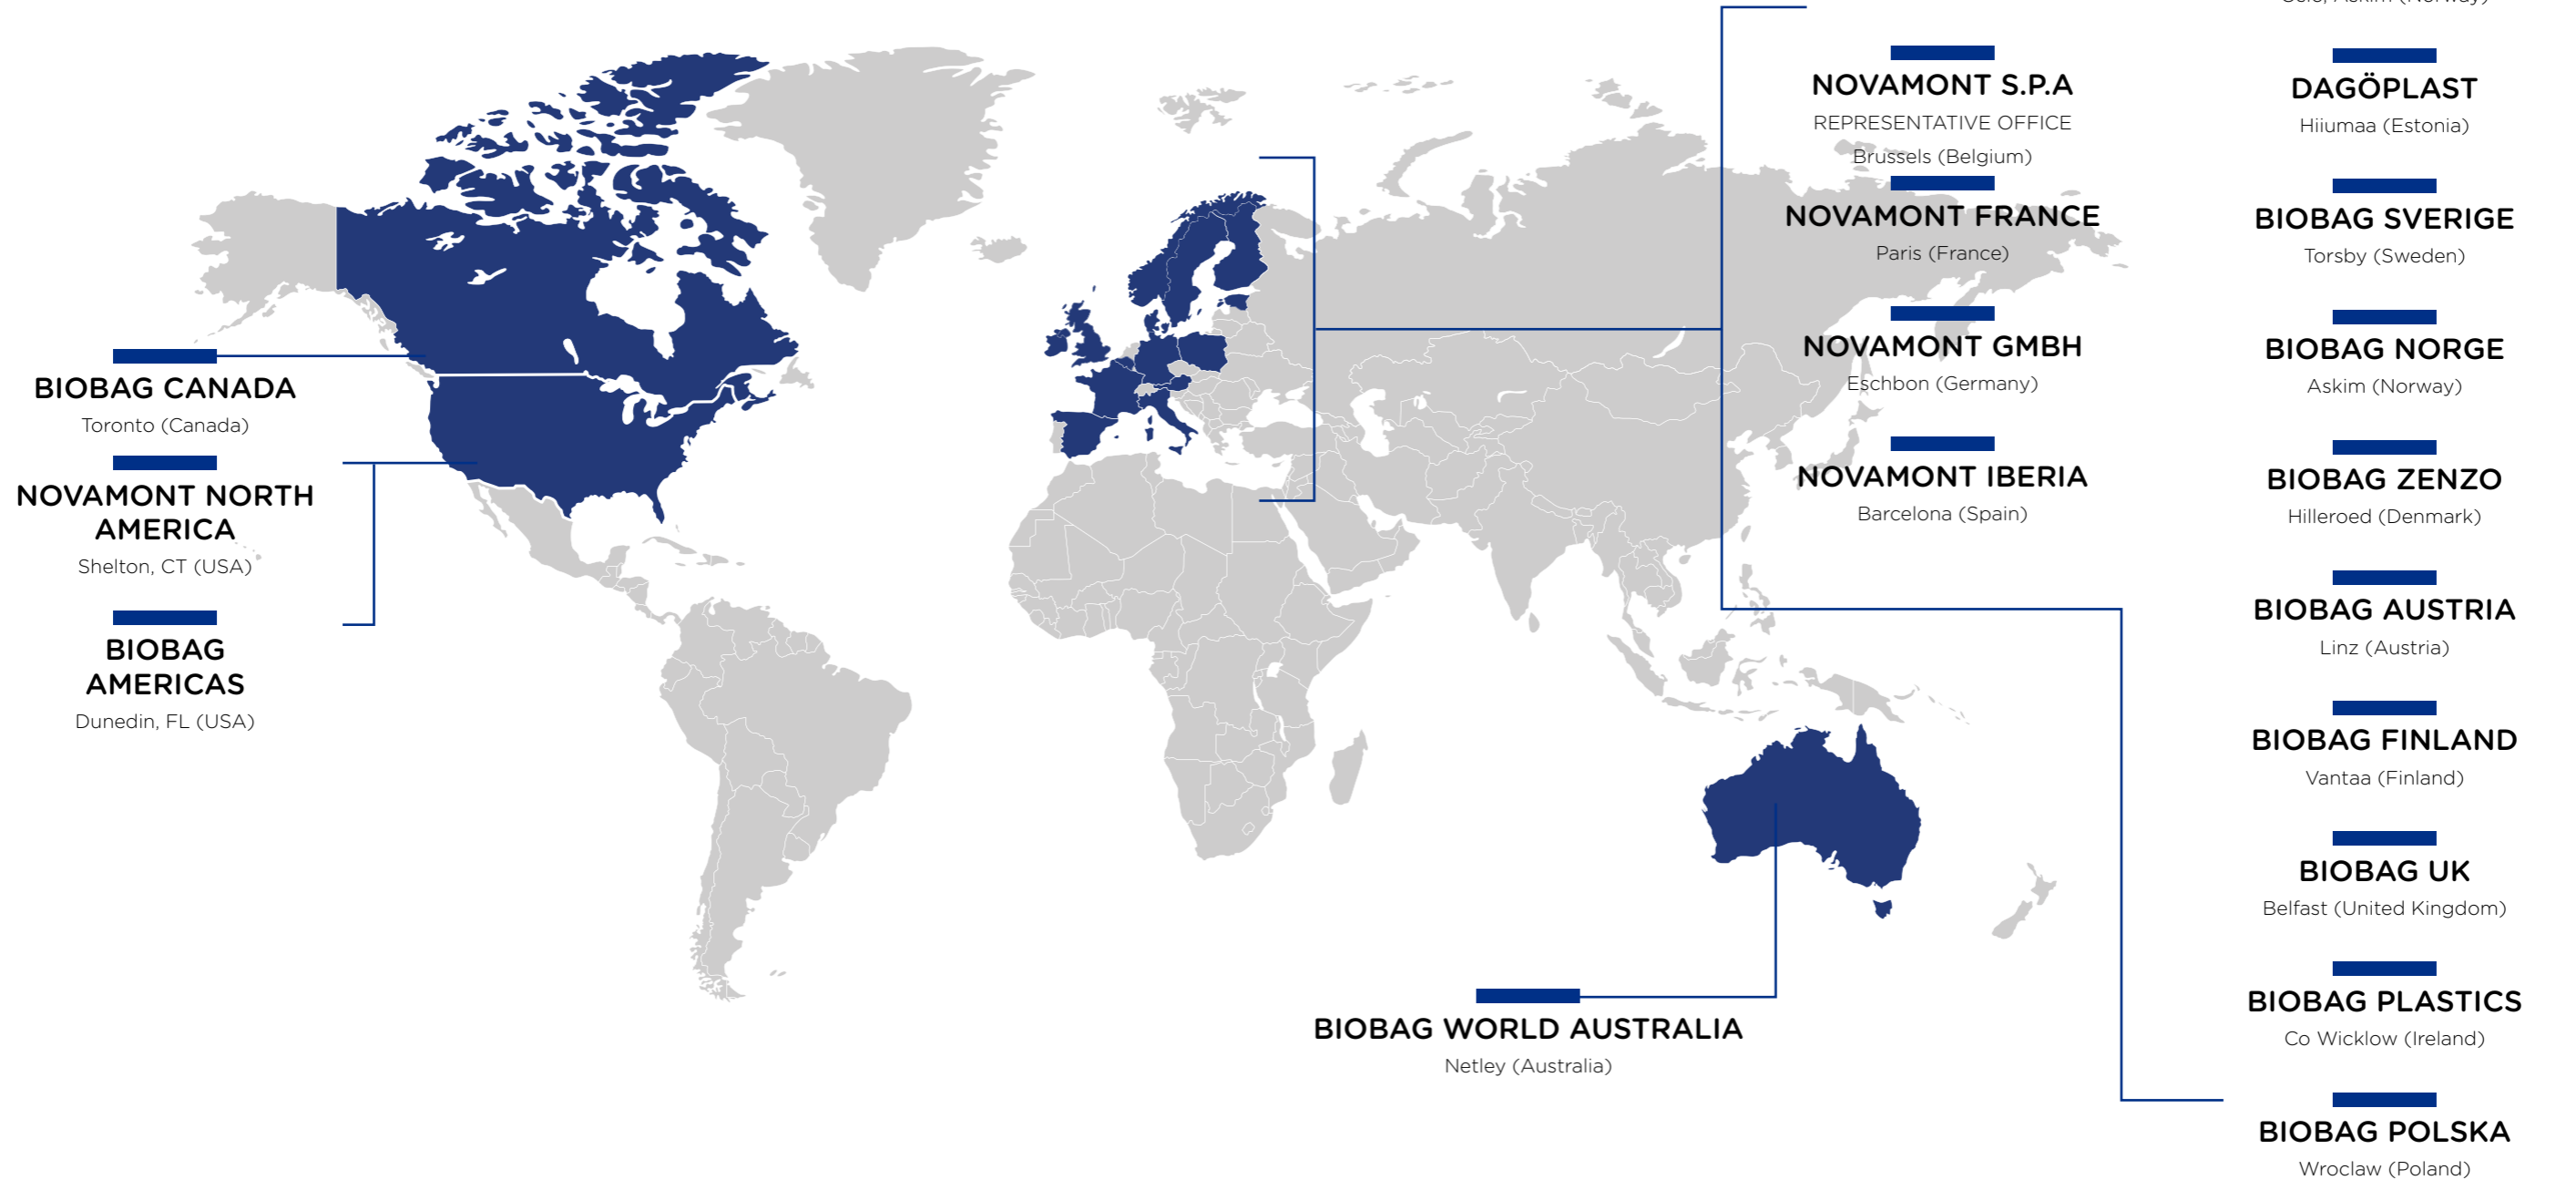 BIOBAG CANADA
Toronto (Canada)
NOVAMONT NORTH
AMERICA
Shelton, CT (USA)
BIOBAG
AMERICAS
Dunedin, FL (USA)
NOVAMONT S.P.A
REPRESENTATIVE OFFICE
Brussels (Belgium)
NOVAMONT FRANCE
Paris (France)
NOVAMONT GMBH
Eschbon (Germany)
NOVAMONT IBERIA
Barcelona (Spain)
BIOBAG WORLD AUSTRALIA
Netley (Australia)
Oslo, Askim (Norway)
DAGÖPLAST
Hiiumaa (Estonia)
BIOBAG SVERIGE
Torsby (Sweden)
BIOBAG NORGE
Askim (Norway)
BIOBAG ZENZO
Hilleroed (Denmark)
BIOBAG AUSTRIA
Linz (Austria)
BIOBAG FINLAND
Vantaa (Finland)
BIOBAG UK
Belfast (United Kingdom)
BIOBAG PLASTICS
Co Wicklow (Ireland)
BIOBAG POLSKA
Wroclaw (Poland)